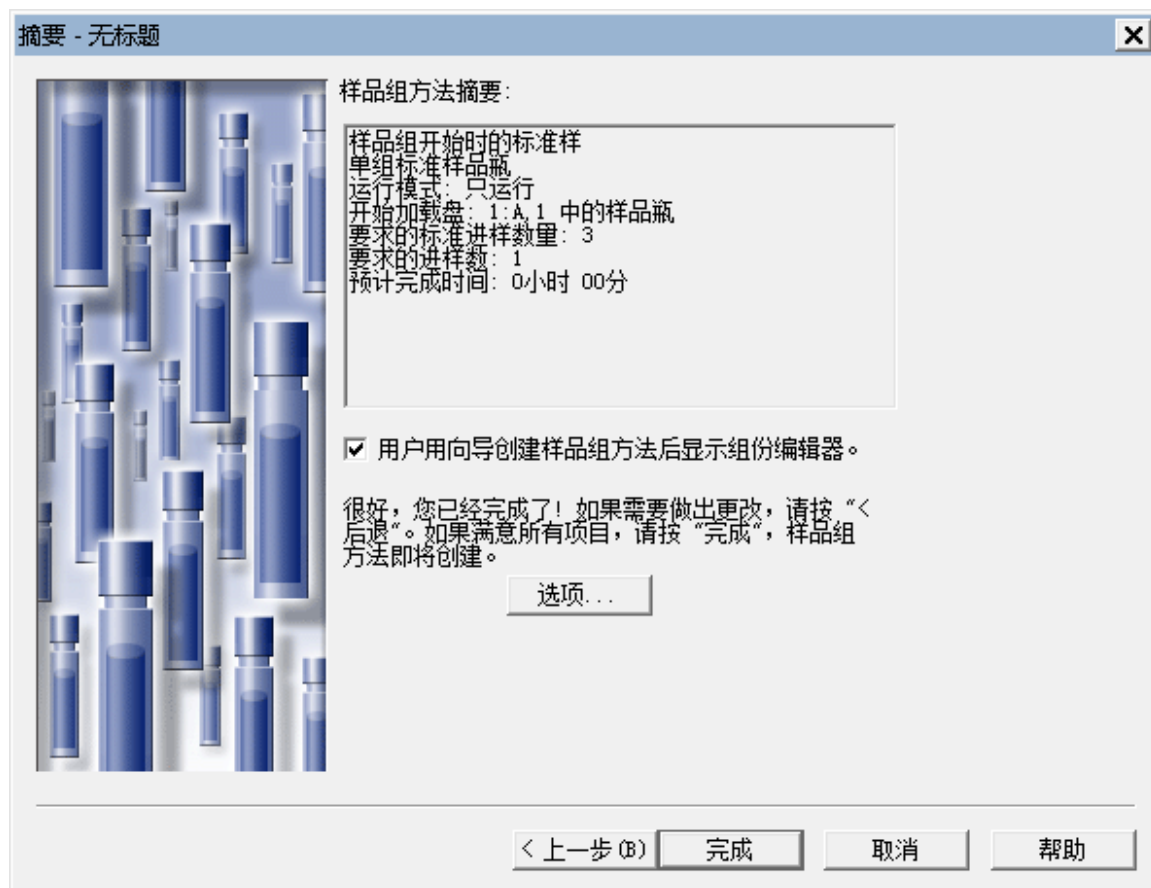 摘要 - 无标题
样品组方法摘要:
样品组开始时的标准样
单组标准样品瓶
运行模式: 只运行
开始加载盘: 1:A,1 中的样品瓶
要求的标准进样数量: 3
要求的进样数: 1
预计完成时间: 0小时 00分
用户用向导创建样品组方法后显示组份编辑器。
很好，您已经完成了! 如果需要做出更改，请按 "<
后退"。如果满意所有项目，请按 "完成"，样品组
方法即将创建。
选项...
< 上一步(B) 完成 取消 帮助